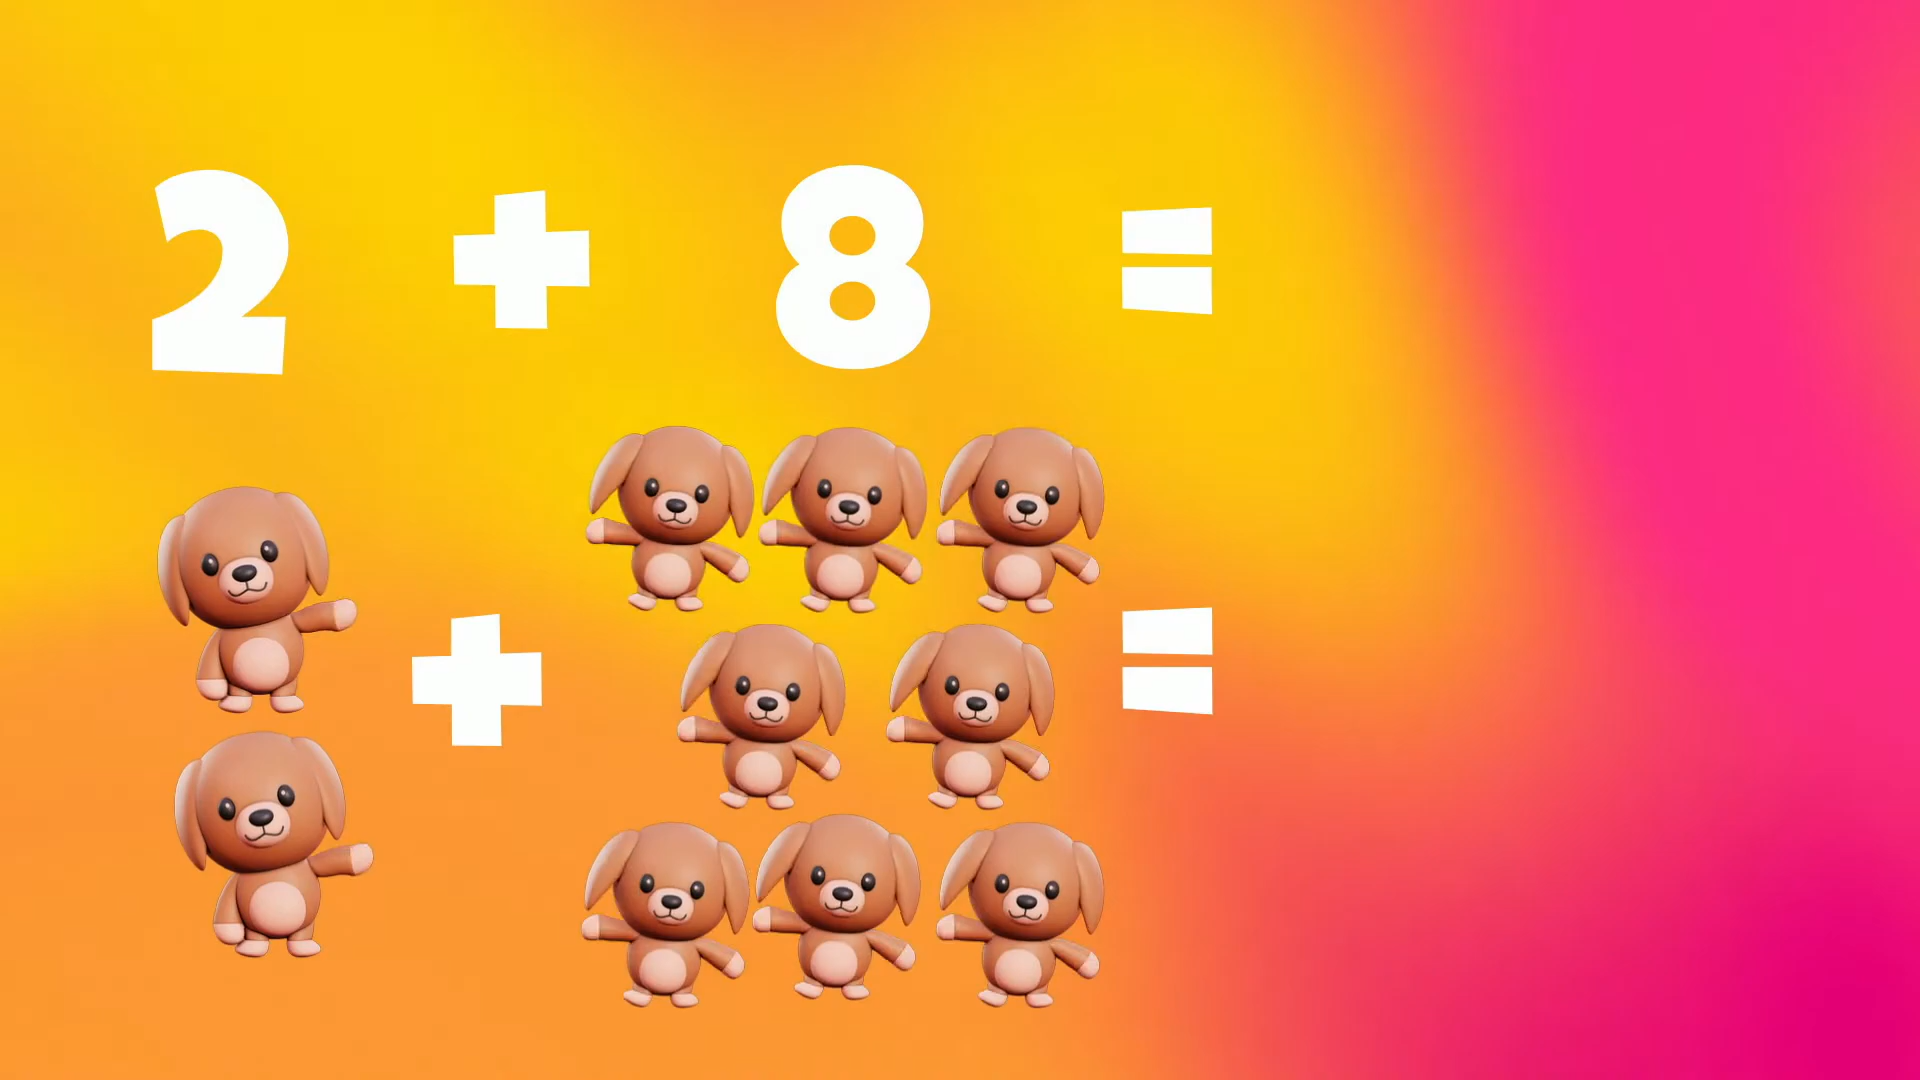 2 + 8 =
+ =